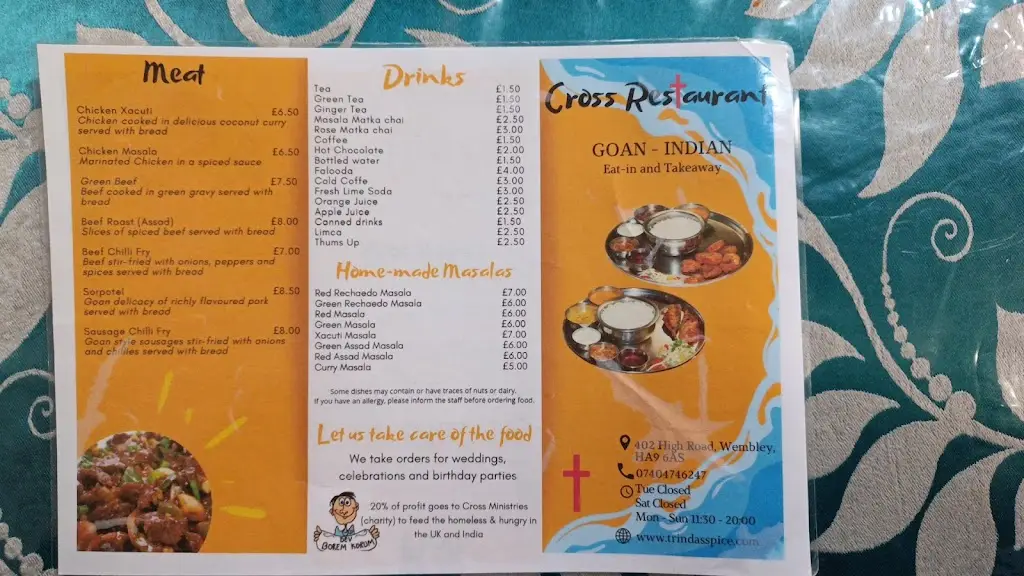 Meat
Chicken Xacuti £6.50
Chicken cooked in delicious coconut curry
served with bread
Chicken Masala £6.50
Marinated Chicken in a spiced sauce
Green Beef £7.50
Beef cooked in green gravy served with
bread
Beef Roast (Assad) £8.00
Slices of spiced beef served with bread
Beef Chilli Fry £7.00
Beef stir-fried with onions, peppers and
spices served with bread
Sorpotel £8.50
Goan delicacy of richly flavoured pork
served with bread
Sausage Chilli Fry £8.00
Goan style sausages stir-fried with onions
and chillies served with bread
Drinks
Tea £1.50
Green Tea £1.50
Ginger Tea £1.50
Masala Matka chai £2.50
Rose Matka chai £3.00
Coffee £1.50
Hot Chocolate £2.00
Bottled water £1.50
Falooda £4.00
Cold Coffe £3.00
Fresh Lime Soda £3.00
Orange Juice £2.50
Apple Juice £2.50
Canned drinks £1.50
Limca £2.50
Thums Up £2.50
Home-made Masalas
Red Rechaedo Masala £7.00
Green Rechaedo Masala £6.00
Red Masala £6.00
Green Masala £6.00
Xacuti Masala £7.00
Green Assad Masala £6.00
Red Assad Masala £6.00
Curry Masala £5.00
Some dishes may contain or have traces of nuts or dairy.
If you have an allergy, please inform the staff before ordering food.
Let us take care of the food
We take orders for weddings,
celebrations and birthday parties
20% of profit goes to Cross Ministries
(charity) to feed the homeless & hungry in
the UK and India
DEV
BOREM KORUM
Cross Restaurant
GOAN - INDIAN
Eat-in and Takeaway
402 High Road, Wembley,
HA9 6AS
07404746247
Tue Closed
Sat Closed
Mon - Sun 11:30 - 20:00
www.trindasspice.com